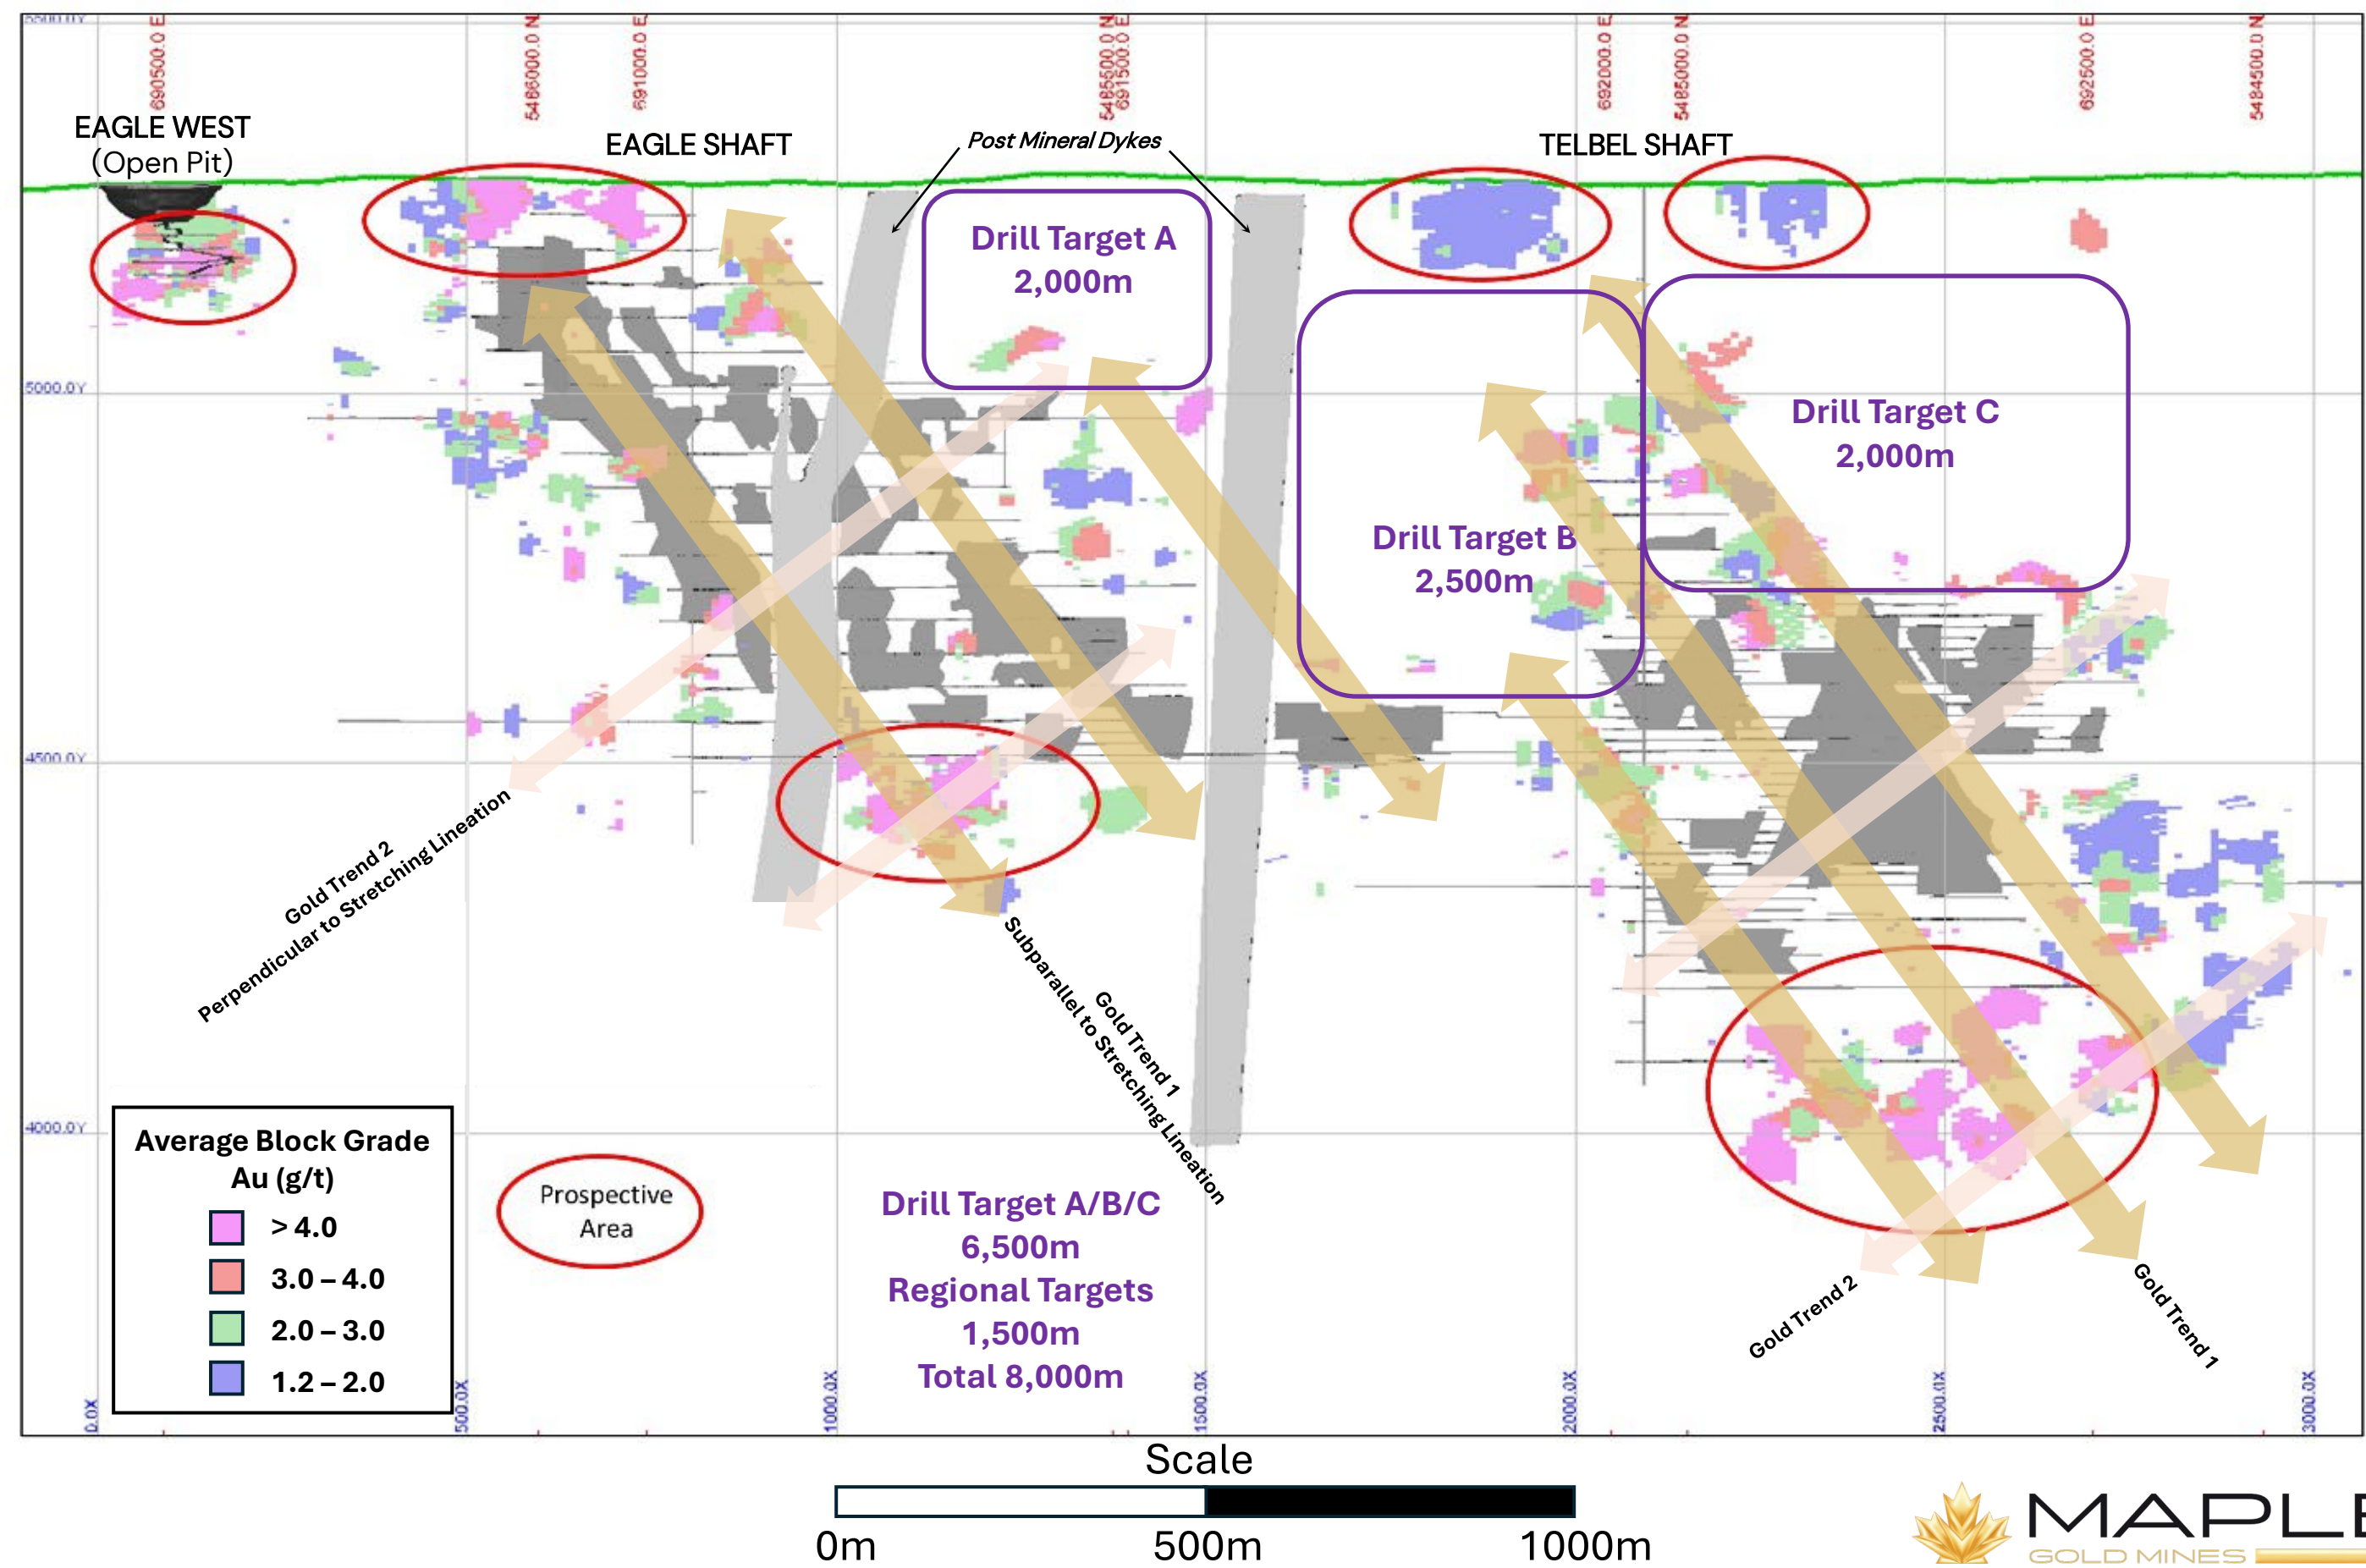 5500.0Y
690500.0 E
5486000.0 N
691000.0 E
5485500.0 N
691500.0 E
692000.0 E
5485000.0 N
692500.0 E
5484500.0 N
EAGLE WEST
(Open Pit)
EAGLE SHAFT
Post Mineral Dykes
TELBEL SHAFT
Drill Target A
2,000m
5000.0Y
Drill Target C
2,000m
Drill Target B
2,500m
4500.0Y
Gold Trend 2
Perpendicular to Stretching Lineation
Gold Trend 1
Subparallel to Stretching Lineation
4000.0Y
Average Block Grade
Au (g/t)
> 4.0
3.0 – 4.0
2.0 – 3.0
1.2 – 2.0
Prospective
Area
Drill Target A/B/C
6,500m
Regional Targets
1,500m
Total 8,000m
Gold Trend 2
Gold Trend 1
0.0X
500.0X
1000.0X
1500.0X
2000.0X
2500.0X
3000.0X
Scale
0m
500m
1000m
MAPLE
GOLD MINES